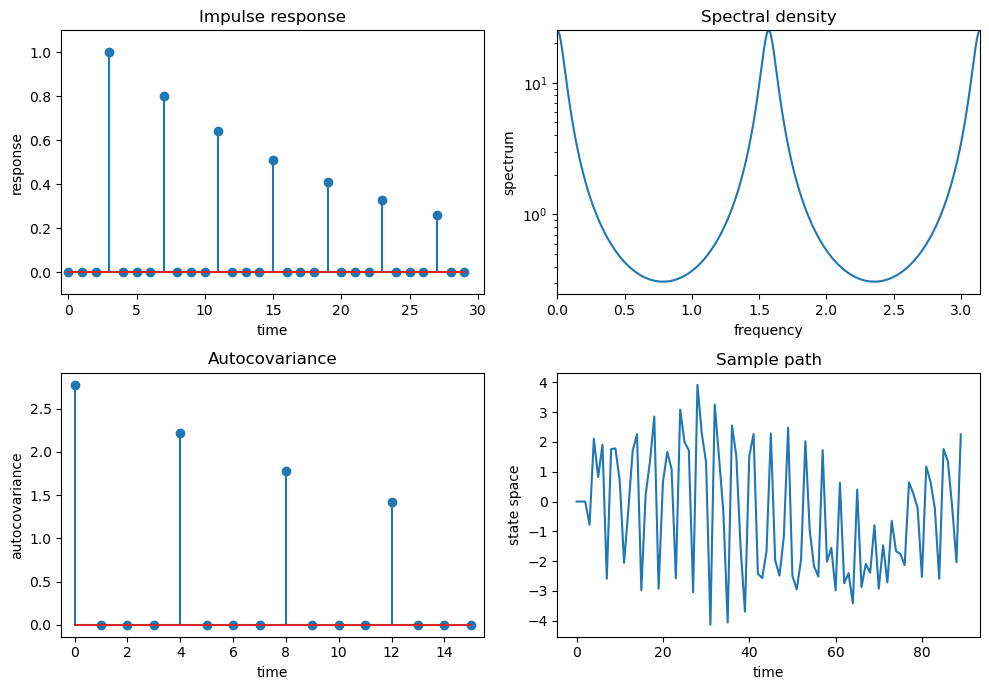 Impulse response
1.0
0.8
0.6
0.4
0.2
0.0
response
0 5 10 15 20 25 30
time
Spectral density
10¹
10⁰
spectrum
0.0 0.5 1.0 1.5 2.0 2.5 3.0
frequency
Autocovariance
2.5
2.0
1.5
1.0
0.5
0.0
autocovariance
0 2 4 6 8 10 12 14
time
Sample path
4
3
2
1
0
−1
−2
−3
−4
state space
0 20 40 60 80
time